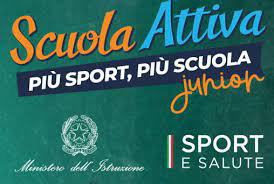 Scuola Attiva
PIÙ SPORT, PIÙ SCUOLA
junior
Ministero dell'Istruzione
SPORT
E SALUTE